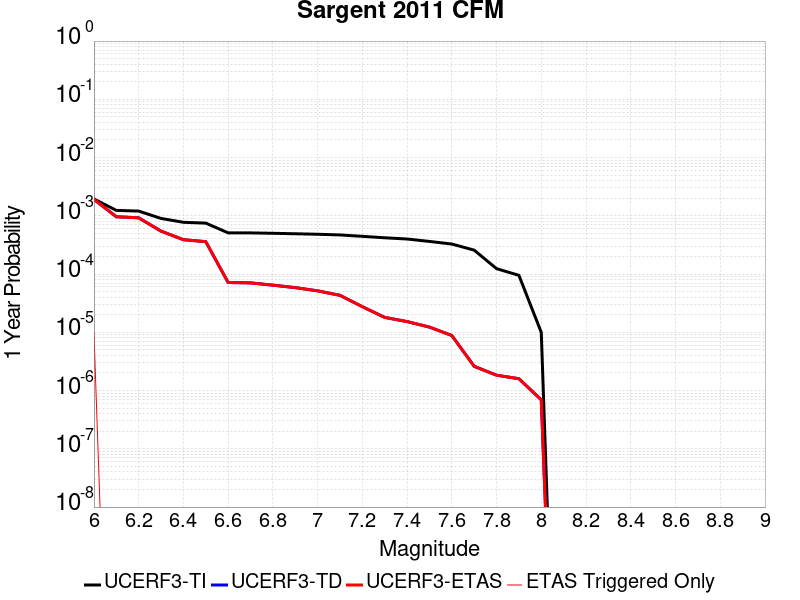 Sargent 2011 CFM
10^0
10^-1
10^-2
10^-3
10^-4
10^-5
10^-6
10^-7
10^-8
1 Year Probability
6 6.2 6.4 6.6 6.8 7 7.2 7.4 7.6 7.8 8 8.2 8.4 8.6 8.8 9
Magnitude
UCERF3-TI UCERF3-TD UCERF3-ETAS ETAS Triggered Only